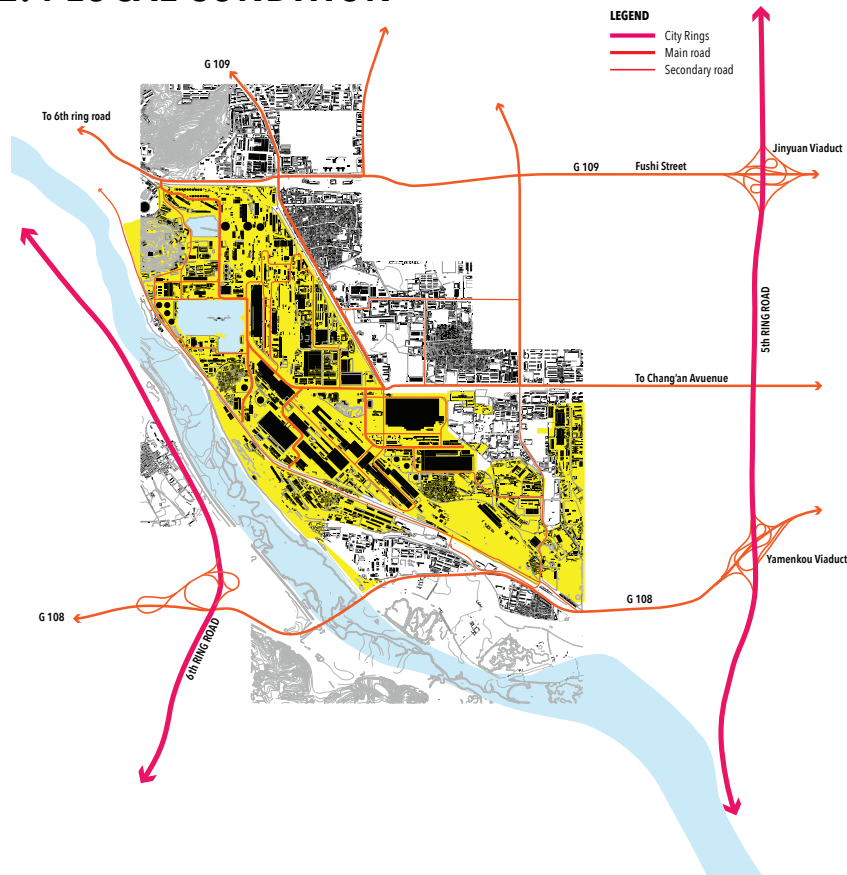 LEGEND
City Rings
Main road
Secondary road
G 109
To 6th ring road
Jinyuan Viaduct
G 109
Fushi Street
5th RING ROAD
To Chang'an Avuenue
Yamenkou Viaduct
G 108
G 108
6th RING ROAD